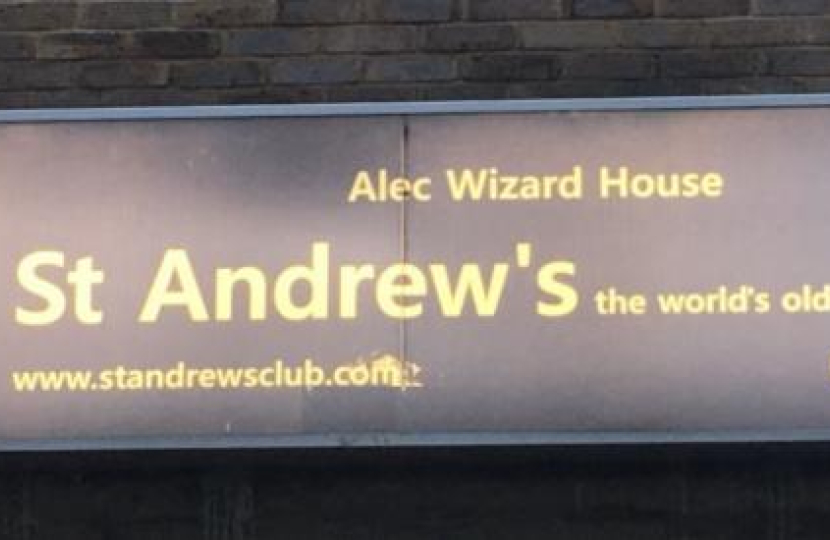 Alec Wizard House
St Andrew's the world's old
www.standrewsclub.com